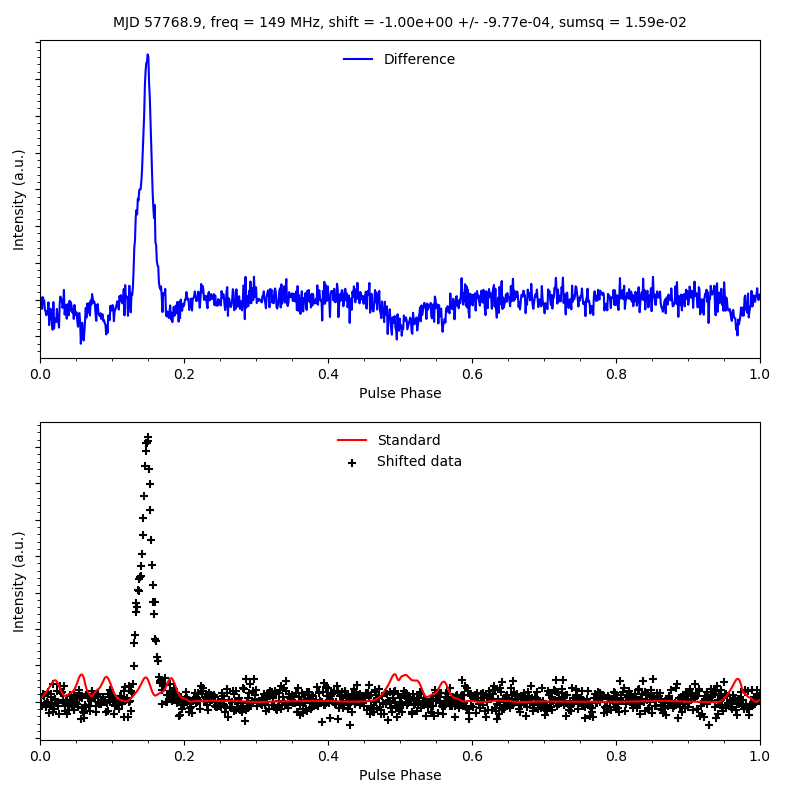 MJD 57768.9, freq = 149 MHz, shift = -1.00e+00 +/- -9.77e-04, sumsq = 1.59e-02
Difference
Intensity (a.u.)
0.0 0.2 0.4 0.6 0.8 1.0
Pulse Phase
Standard
Shifted data
Intensity (a.u.)
0.0 0.2 0.4 0.6 0.8 1.0
Pulse Phase